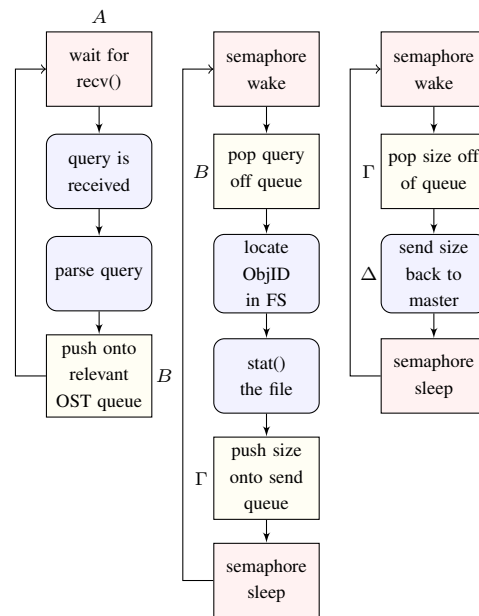 A
wait for
recv()
query is
received
parse query
push onto
relevant
OST queue
B
semaphore
wake
B
pop query
off queue
locate
ObjID
in FS
stat()
the file
Γ
push size
onto send
queue
semaphore
sleep
semaphore
wake
Γ
pop size off
of queue
Δ
send size
back to
master
semaphore
sleep